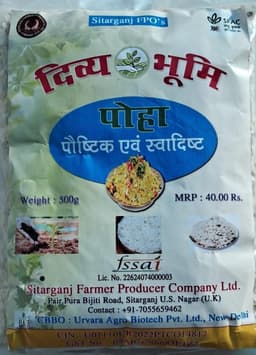 Sitarganj FPO's
SFAC
दिव्य भूमि
पोहा
पौष्टिक एवं स्वादिष्ट
Weight : 500g
MRP : 40.00 Rs.
fssai
Lic. No. 22624074000003
Sitarganj Farmer Producer Company Ltd.
Pair Pura Bijiti Road, Sitarganj U.S. Nagar (U.K)
Contact : +91-7055659462
CBBO : Urvara Agro Biotech Pvt. Ltd., New Delhi